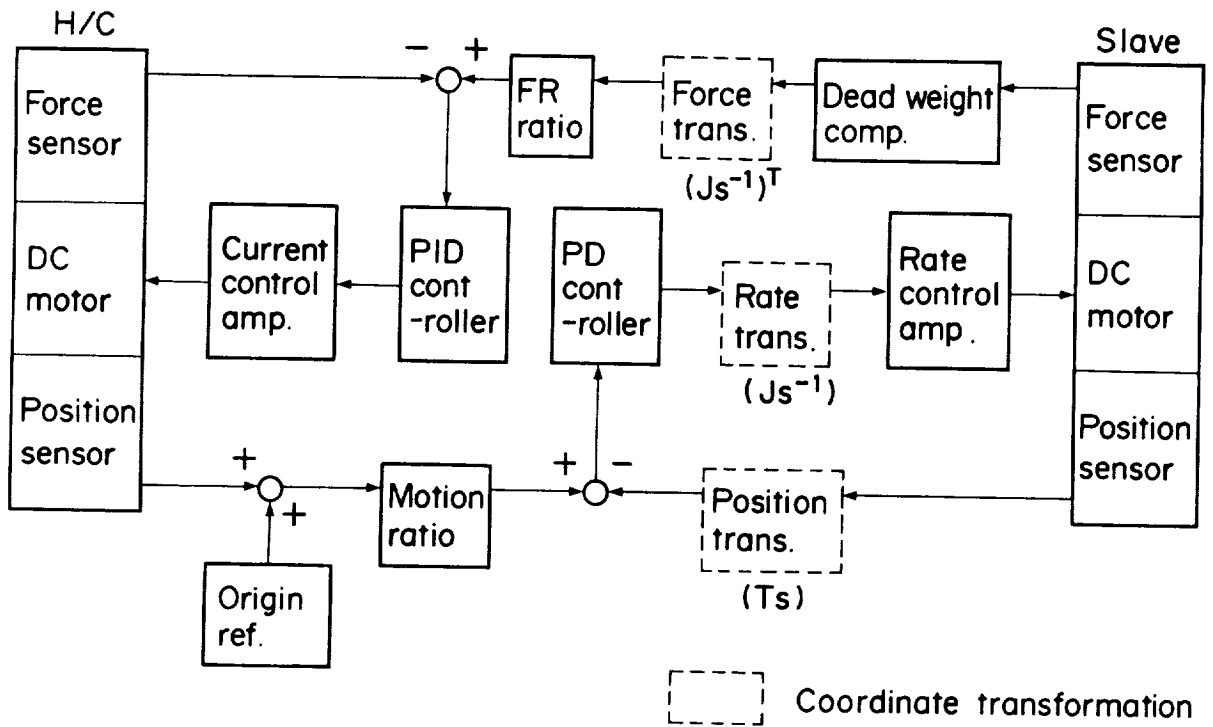 H/C
Slave
Force
sensor
DC
motor
Position
sensor
- +
FR
ratio
Force
trans.
(Js⁻¹)ᵀ
Dead weight
comp.
Force
sensor
DC
motor
Position
sensor
Current
control
amp.
PID
cont
-roller
PD
cont
-roller
Rate
trans.
(Js⁻¹)
Rate
control
amp.
+
+
Motion
ratio
+ -
Position
trans.
(Ts)
Origin
ref.
Coordinate transformation